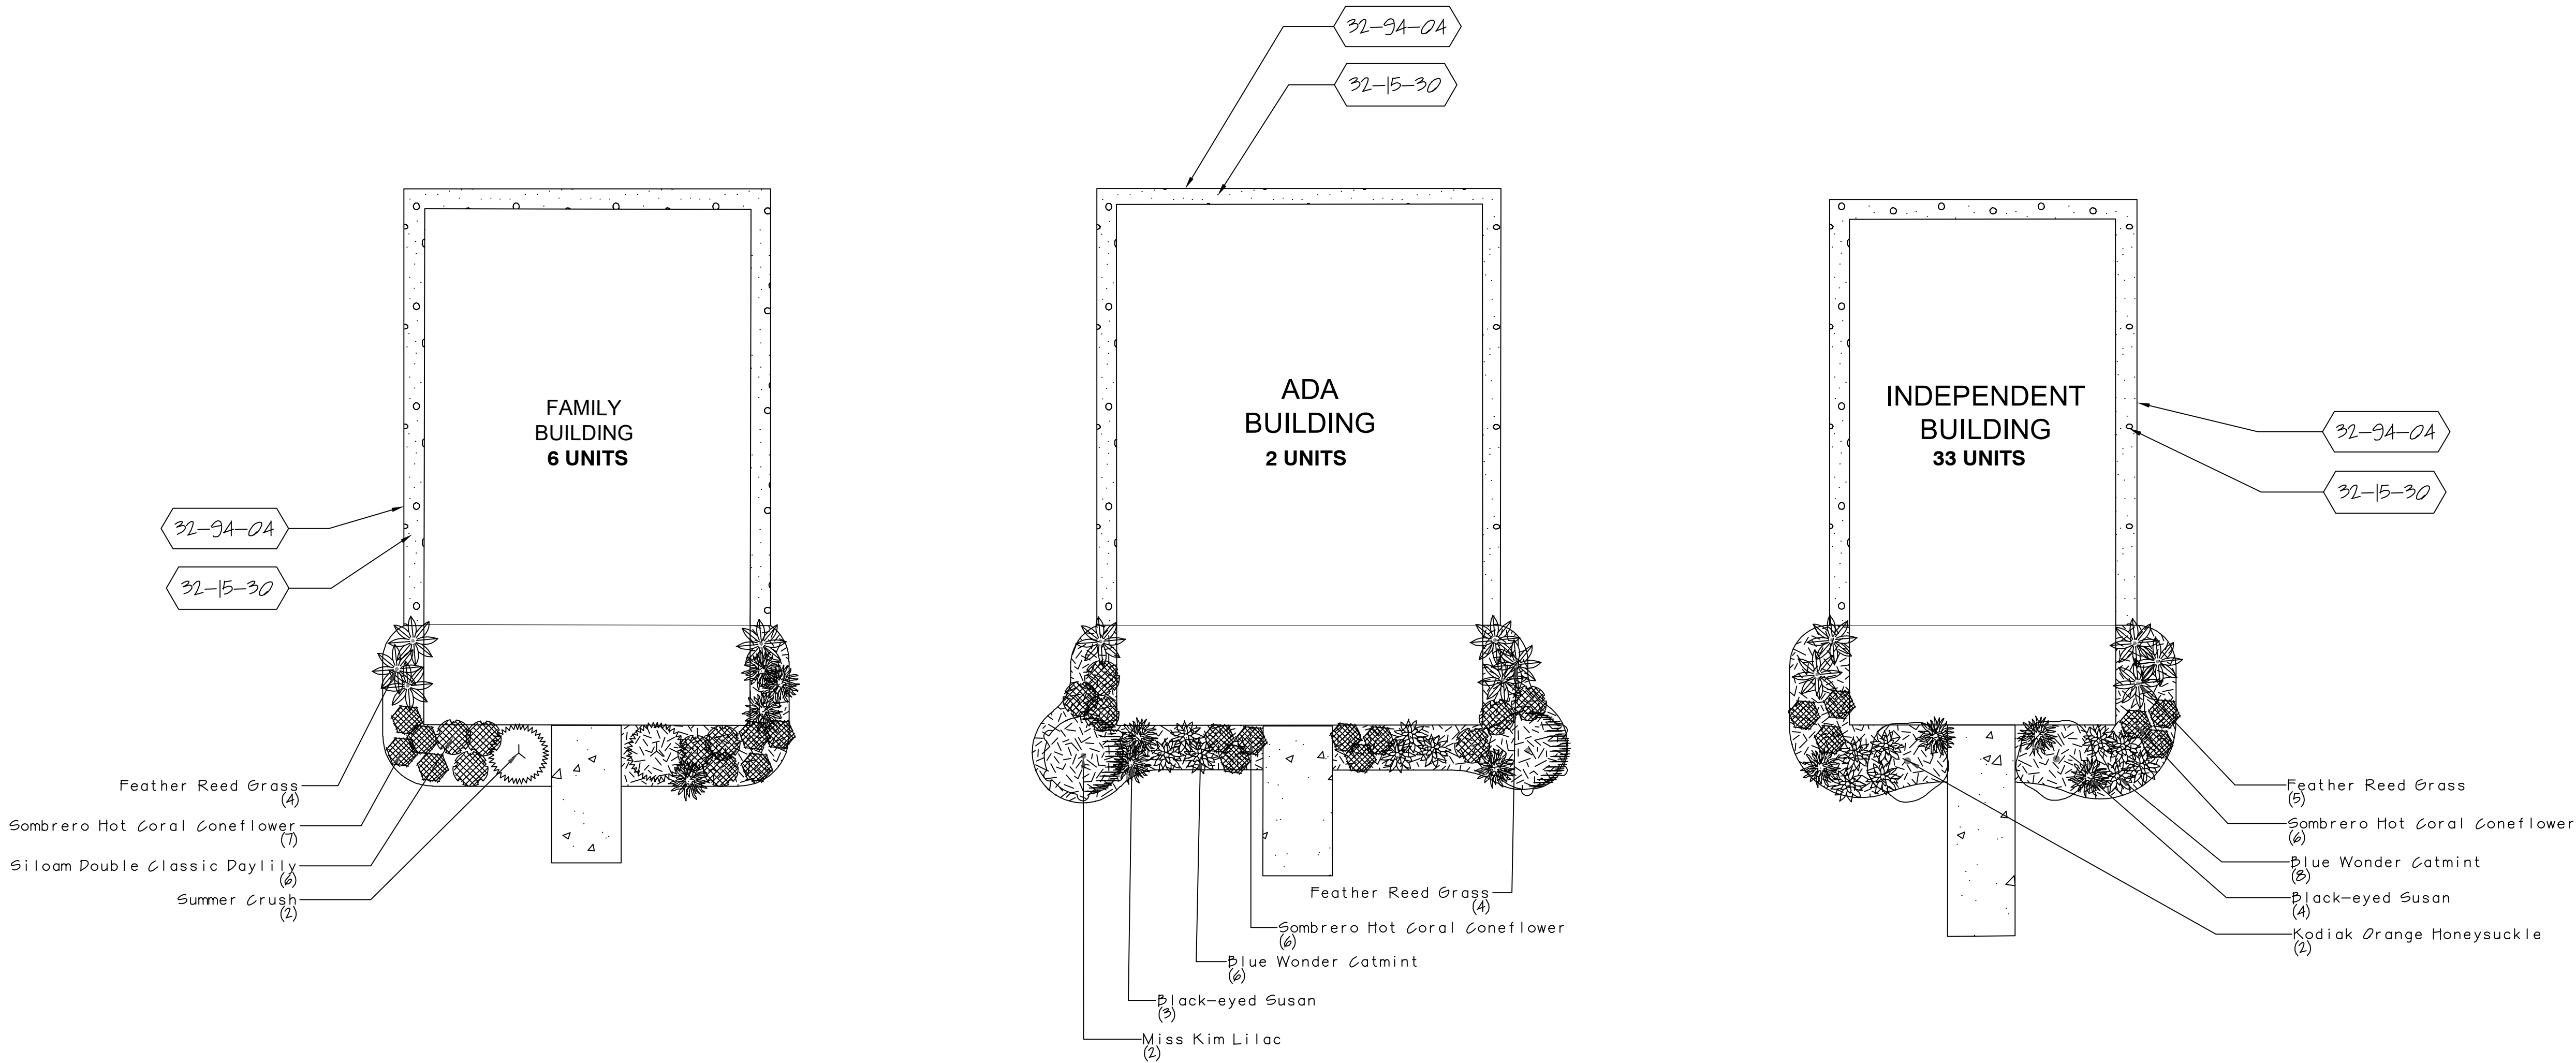 32-94-04
32-15-30
FAMILY
BUILDING
6 UNITS
32-94-04
32-15-30
Feather Reed Grass
(4)
Sombrero Hot Coral Coneflower
(7)
Siloam Double Classic Daylily
(6)
Summer Crush
(2)
ADA
BUILDING
2 UNITS
Feather Reed Grass
(4)
Sombrero Hot Coral Coneflower
(6)
Blue Wonder Catmint
(6)
Black-eyed Susan
(3)
Miss Kim Lilac
(2)
INDEPENDENT
BUILDING
33 UNITS
32-94-04
32-15-30
Feather Reed Grass
(5)
Sombrero Hot Coral Coneflower
(6)
Blue Wonder Catmint
(8)
Black-eyed Susan
(4)
Kodiak Orange Honeysuckle
(2)